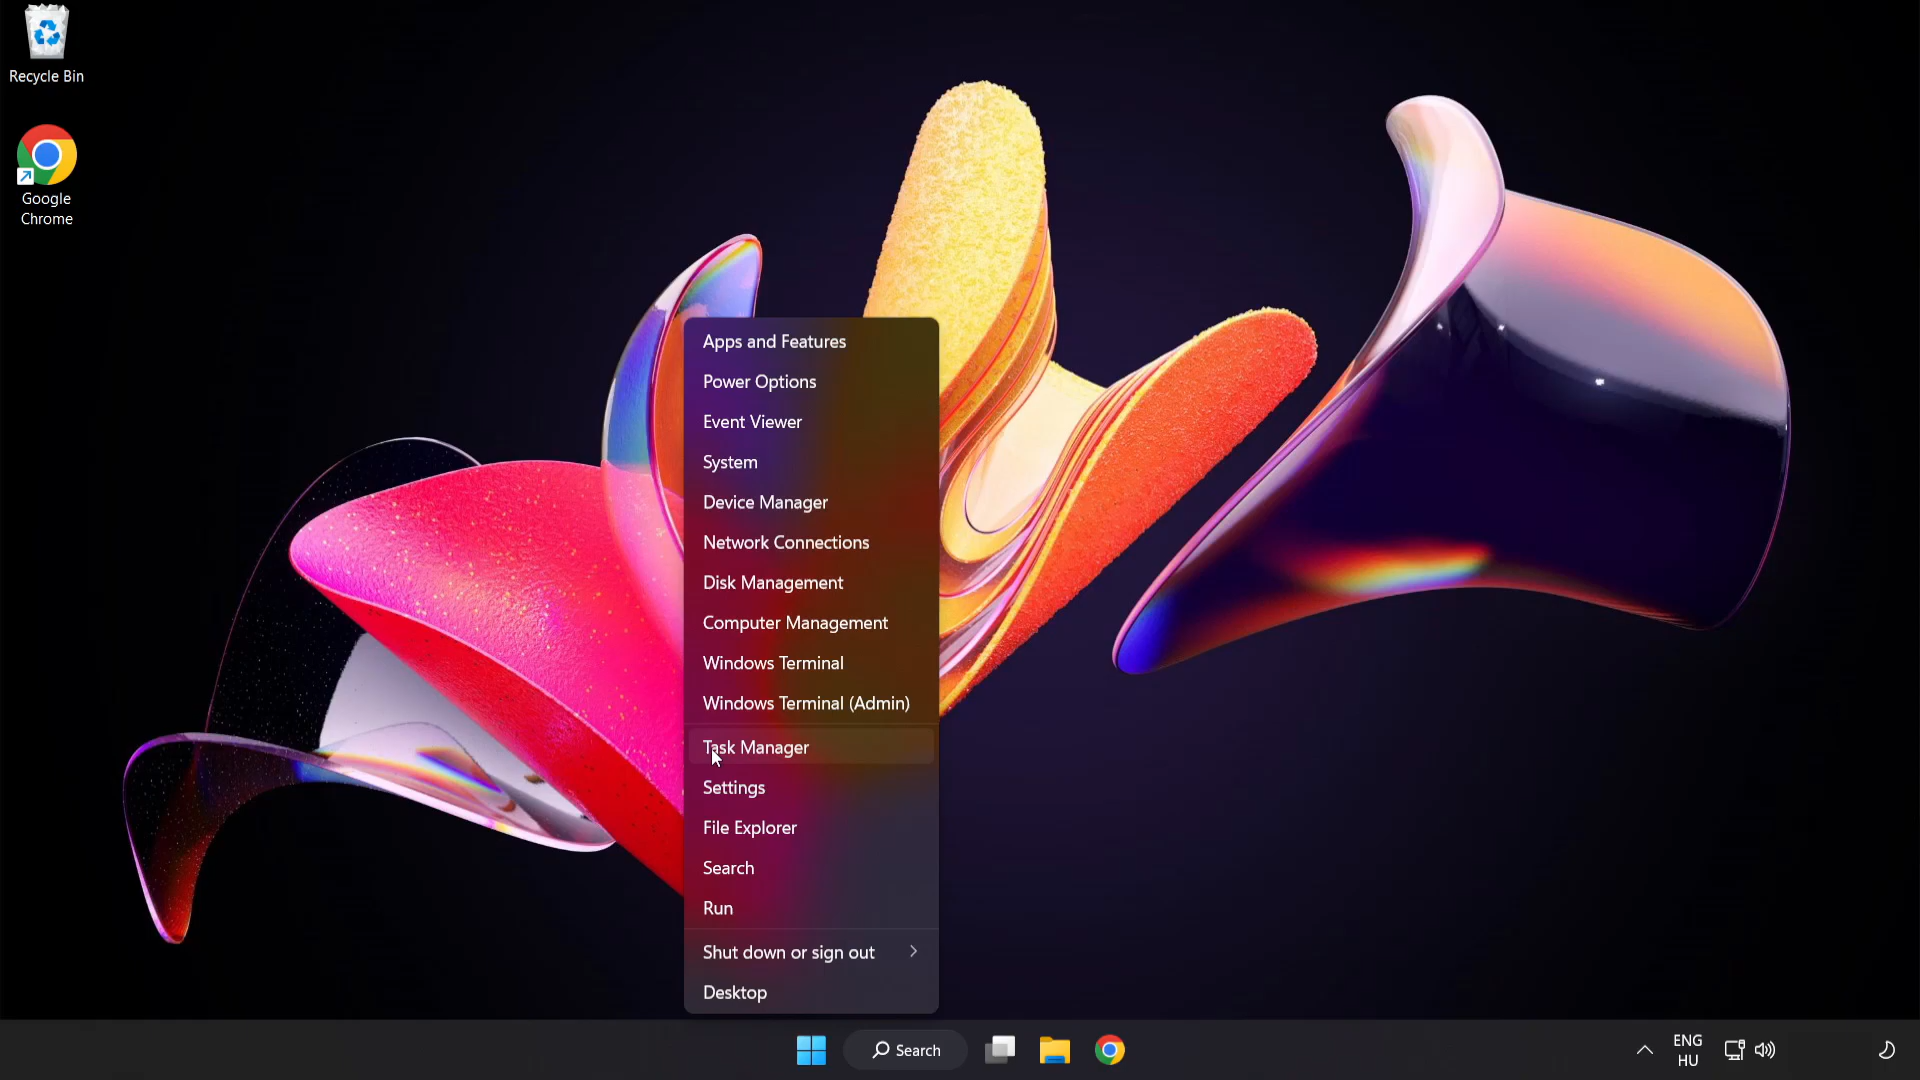 Recycle Bin
Google
Chrome
Apps and Features
Power Options
Event Viewer
System
Device Manager
Network Connections
Disk Management
Computer Management
Windows Terminal
Windows Terminal (Admin)
Task Manager
Settings
File Explorer
Search
Run
Shut down or sign out
Desktop
Search
ENG
HU